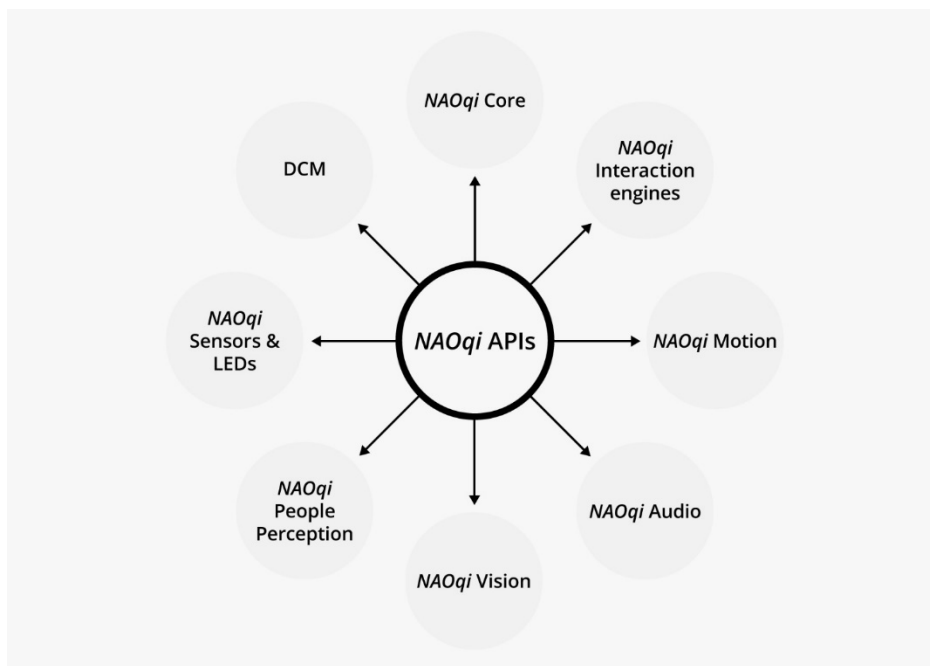 NAOqi Core
NAOqi
Interaction
engines
NAOqi Motion
NAOqi Audio
NAOqi Vision
NAOqi
People
Perception
NAOqi
Sensors &
LEDs
DCM
NAOqi APIs